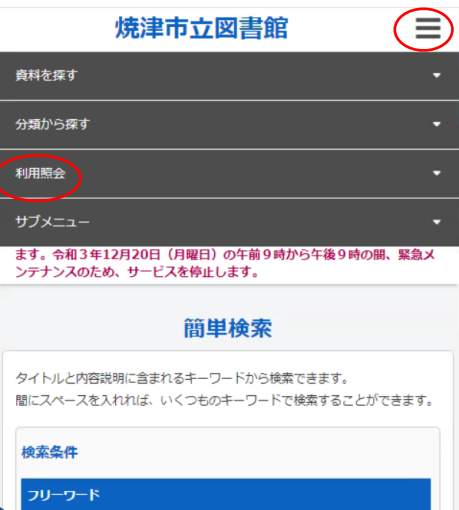 焼津市立図書館
資料を探す
分類から探す
利用照会
サブメニュー
ます。令和3年12月20日（月曜日）の午前9時から午後9時の間、緊急メ
ンテナンスのため、サービスを停止します。
簡単検索
タイトルと内容説明に含まれるキーワードから検索できます。
間にスペースを入れれば、いくつものキーワードで検索することができます。
検索条件
フリーワード